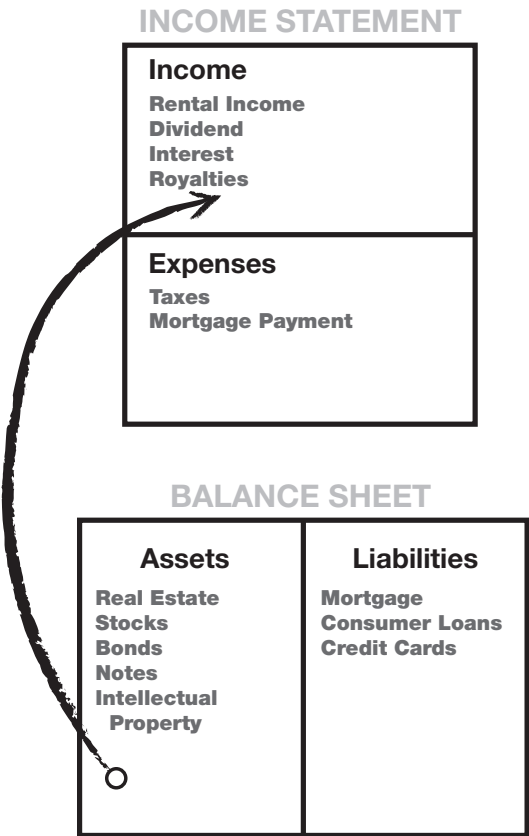 INCOME STATEMENT
Income
Rental Income
Dividend
Interest
Royalties
Expenses
Taxes
Mortgage Payment
BALANCE SHEET
Assets
Real Estate
Stocks
Bonds
Notes
Intellectual
Property
Liabilities
Mortgage
Consumer Loans
Credit Cards